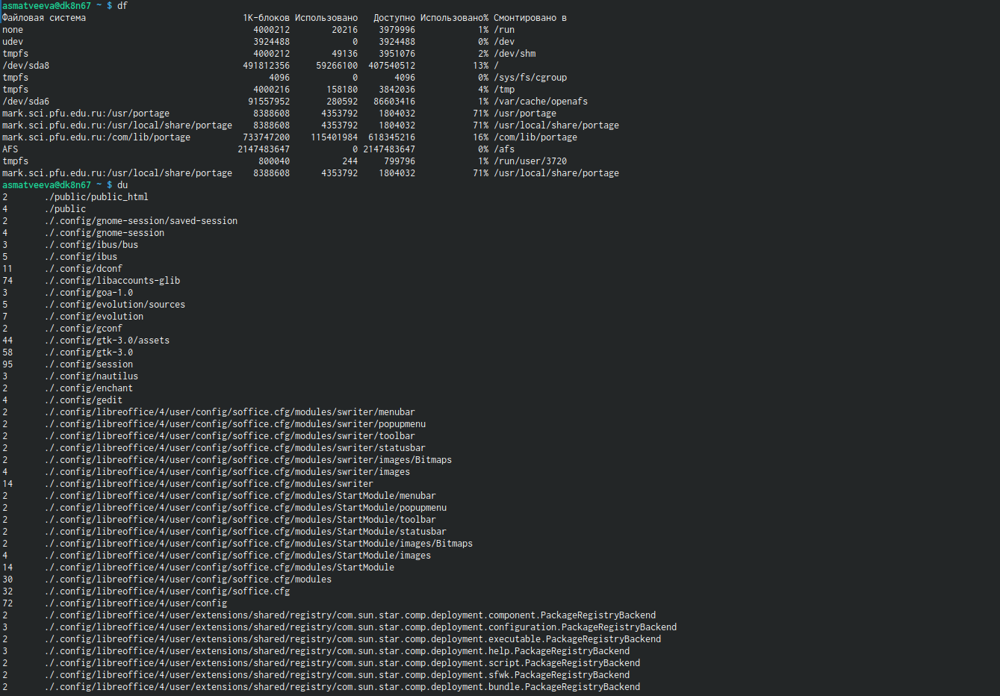 asmatveeva@dk8n67 ~ $ df
Файловая система 1K-блоков Использовано Доступно Использовано% Смонтировано в
none 4000212 20216 3979996 1% /run
udev 3924488 0 3924488 0% /dev
tmpfs 4000212 49136 3951076 2% /dev/shm
/dev/sda8 491812356 59266100 407540512 13% /
tmpfs 4096 0 4096 0% /sys/fs/cgroup
tmpfs 4000216 158180 3842036 4% /tmp
/dev/sda6 91557952 280592 86603416 1% /var/cache/openafs
mark.sci.pfu.edu.ru:/usr/portage 8388608 4353792 1804032 71% /usr/portage
mark.sci.pfu.edu.ru:/usr/local/share/portage 8388608 4353792 1804032 71% /usr/local/share/portage
mark.sci.pfu.edu.ru:/com/lib/portage 733747200 115401984 618345216 16% /com/lib/portage
AFS 2147483647 0 2147483647 0% /afs
tmpfs 800040 244 799796 1% /run/user/3720
mark.sci.pfu.edu.ru:/usr/local/share/portage 8388608 4353792 1804032 71% /usr/local/share/portage
asmatveeva@dk8n67 ~ $ du
2 ./public/public_html
4 ./public
2 ./.config/gnome-session/saved-session
4 ./.config/gnome-session
3 ./.config/ibus/bus
5 ./.config/ibus
11 ./.config/dconf
74 ./.config/libaccounts-glib
3 ./.config/goa-1.0
5 ./.config/evolution/sources
7 ./.config/evolution
2 ./.config/gconf
44 ./.config/gtk-3.0/assets
58 ./.config/gtk-3.0
95 ./.config/session
3 ./.config/nautilus
2 ./.config/enchant
4 ./.config/gedit
2 ./.config/libreoffice/4/user/config/soffice.cfg/modules/swriter/menubar
2 ./.config/libreoffice/4/user/config/soffice.cfg/modules/swriter/popupmenu
2 ./.config/libreoffice/4/user/config/soffice.cfg/modules/swriter/toolbar
2 ./.config/libreoffice/4/user/config/soffice.cfg/modules/swriter/statusbar
2 ./.config/libreoffice/4/user/config/soffice.cfg/modules/swriter/images/Bitmaps
4 ./.config/libreoffice/4/user/config/soffice.cfg/modules/swriter/images
14 ./.config/libreoffice/4/user/config/soffice.cfg/modules/swriter
2 ./.config/libreoffice/4/user/config/soffice.cfg/modules/StartModule/menubar
2 ./.config/libreoffice/4/user/config/soffice.cfg/modules/StartModule/popupmenu
2 ./.config/libreoffice/4/user/config/soffice.cfg/modules/StartModule/toolbar
2 ./.config/libreoffice/4/user/config/soffice.cfg/modules/StartModule/statusbar
2 ./.config/libreoffice/4/user/config/soffice.cfg/modules/StartModule/images/Bitmaps
4 ./.config/libreoffice/4/user/config/soffice.cfg/modules/StartModule/images
14 ./.config/libreoffice/4/user/config/soffice.cfg/modules/StartModule
30 ./.config/libreoffice/4/user/config/soffice.cfg/modules
32 ./.config/libreoffice/4/user/config/soffice.cfg
72 ./.config/libreoffice/4/user/config
2 ./.config/libreoffice/4/user/extensions/shared/registry/com.sun.star.comp.deployment.component.PackageRegistryBackend
3 ./.config/libreoffice/4/user/extensions/shared/registry/com.sun.star.comp.deployment.configuration.PackageRegistryBackend
2 ./.config/libreoffice/4/user/extensions/shared/registry/com.sun.star.comp.deployment.executable.PackageRegistryBackend
3 ./.config/libreoffice/4/user/extensions/shared/registry/com.sun.star.comp.deployment.help.PackageRegistryBackend
2 ./.config/libreoffice/4/user/extensions/shared/registry/com.sun.star.comp.deployment.script.PackageRegistryBackend
2 ./.config/libreoffice/4/user/extensions/shared/registry/com.sun.star.comp.deployment.sfwk.PackageRegistryBackend
2 ./.config/libreoffice/4/user/extensions/shared/registry/com.sun.star.comp.deployment.bundle.PackageRegistryBackend